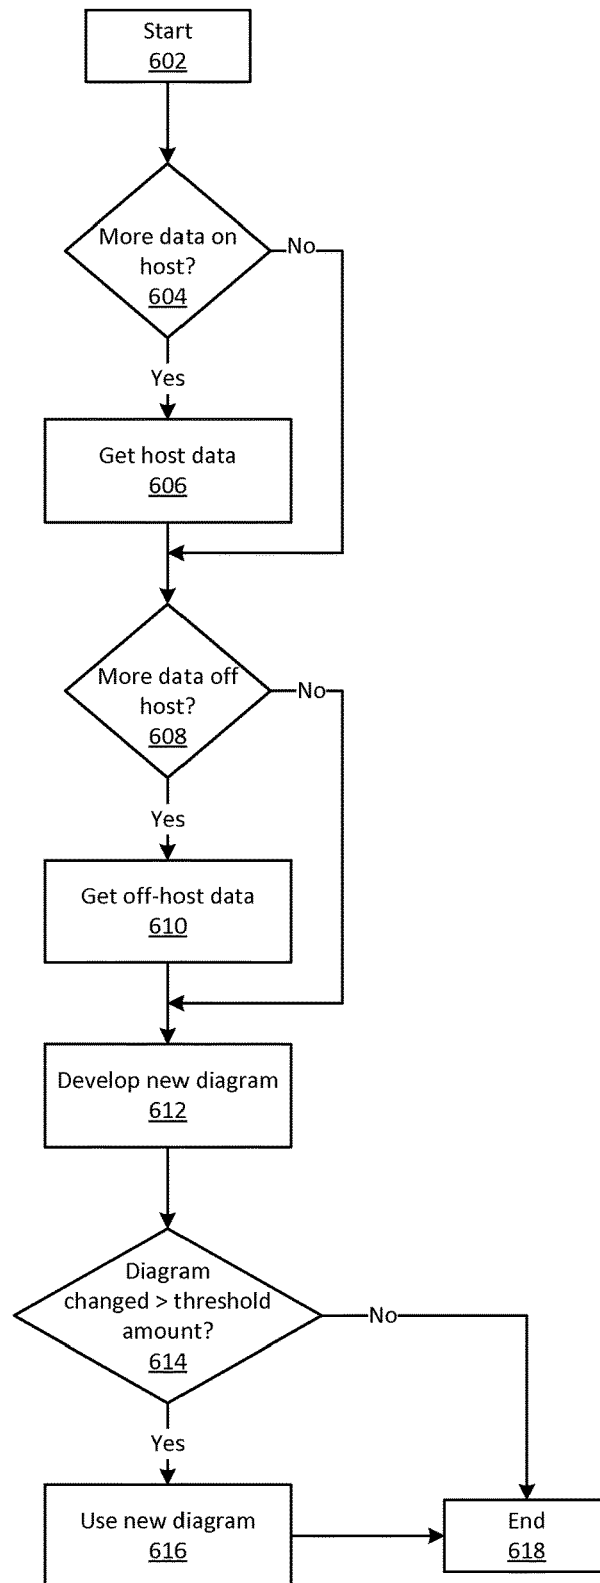 Start
602
More data on
host?
604
No
Yes
Get host data
606
More data off
host?
608
No
Yes
Get off-host data
610
Develop new diagram
612
Diagram
changed > threshold
amount?
614
No
Yes
Use new diagram
616
End
618